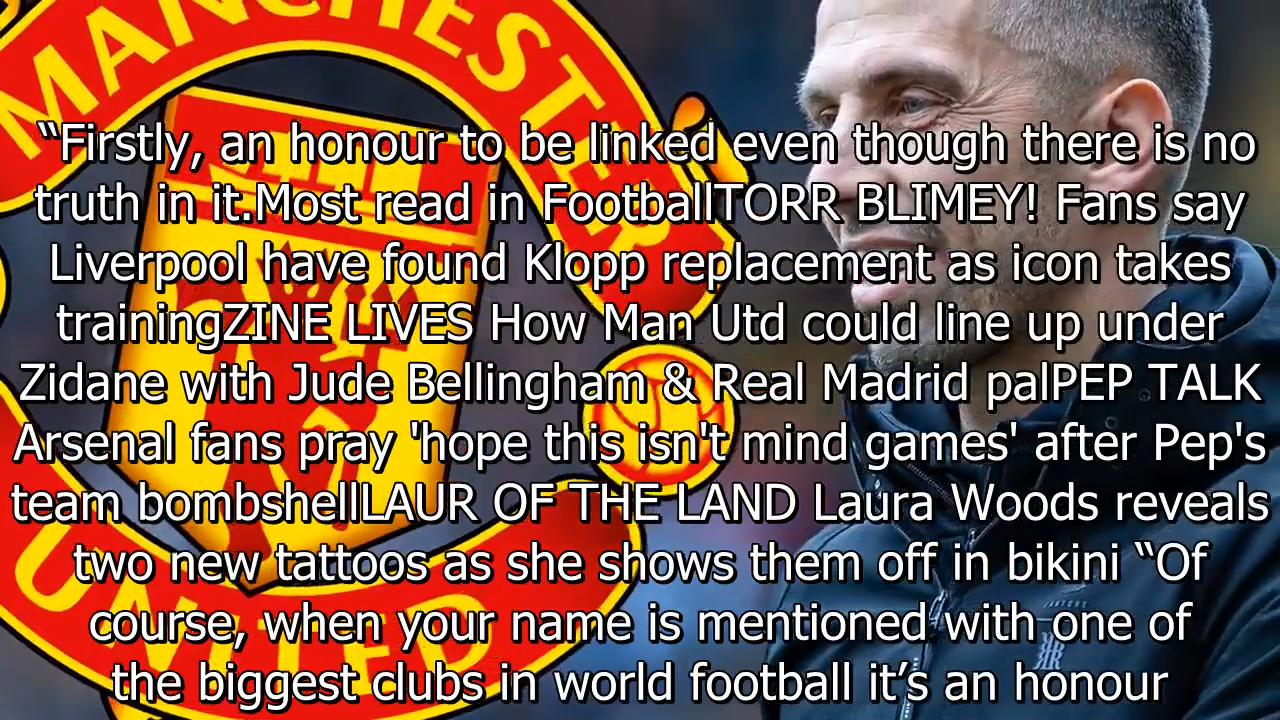 MANCHESTER
UNITED
“Firstly, an honour to be linked even though there is no
truth in it.Most read in FootballTORR BLIMEY! Fans say
Liverpool have found Klopp replacement as icon takes
trainingZINE LIVES How Man Utd could line up under
Zidane with Jude Bellingham & Real Madrid palPEP TALK
Arsenal fans pray 'hope this isn't mind games' after Pep's
team bombshellLAUR OF THE LAND Laura Woods reveals
two new tattoos as she shows them off in bikini “Of
course, when your name is mentioned with one of
the biggest clubs in world football it’s an honour